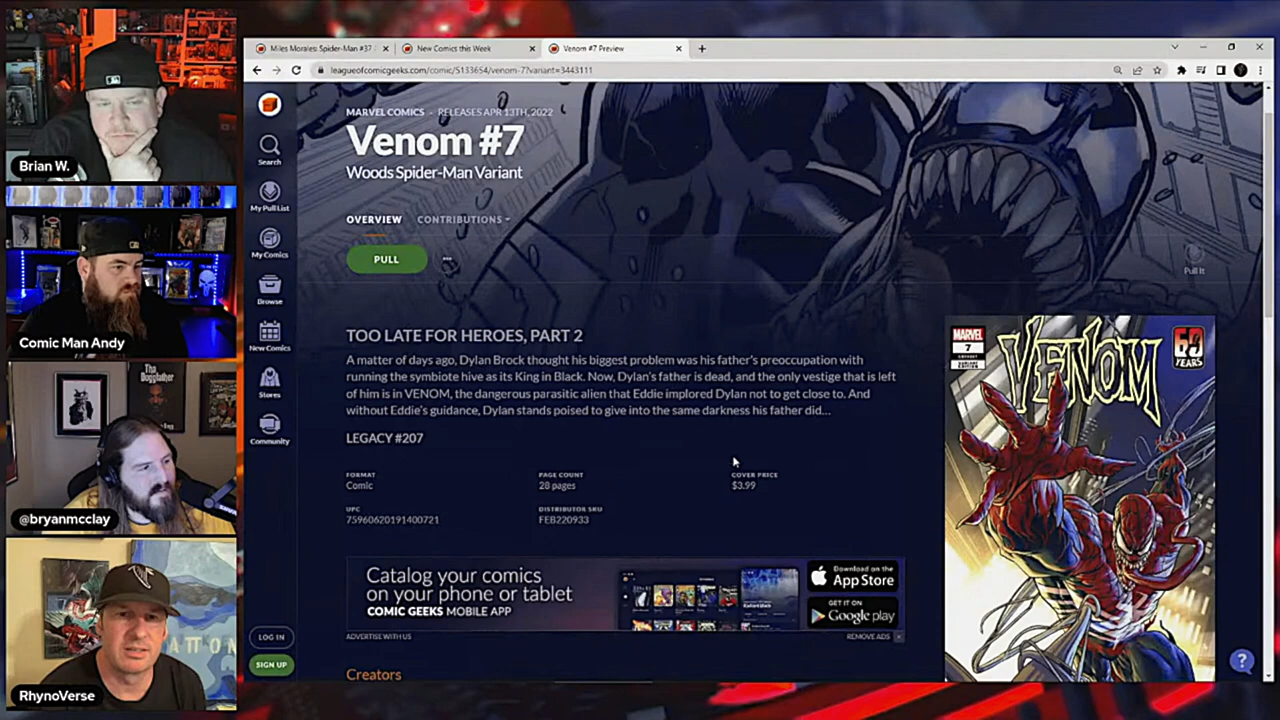 Brian W.
Comic Man Andy
The Doggfather
@bryanmcclay
RhynoVerse
Miles Morales: Spider-Man #37
New Comics this Week
Venom #7 Preview
leagueofcomicgeeks.com/comic/5133654/venom-7?variant=3443111
Search
My Pull List
My Comics
Browse
New Comics
Stores
Community
LOG IN
SIGN UP
MARVEL COMICS · RELEASES APR 13TH, 2022
Venom #7
Woods Spider-Man Variant
OVERVIEW CONTRIBUTIONS
PULL
Pull It
TOO LATE FOR HEROES, PART 2
A matter of days ago, Dylan Brock thought his biggest problem was his father's preoccupation with
running the symbiote hive as its King in Black. Now, Dylan's father is dead, and the only vestige that is left
of him is in VENOM, the dangerous parasitic alien that Eddie implored Dylan not to get close to. And
without Eddie's guidance, Dylan stands poised to give into the same darkness his father did...
LEGACY #207
FORMAT
Comic
PAGE COUNT
28 pages
COVER PRICE
$3.99
UPC
75960620191400721
DISTRIBUTOR SKU
FEB220933
Catalog your comics
on your phone or tablet
COMIC GEEKS MOBILE APP
Download on the
App Store
GET IT ON
Google play
ADVERTISE WITH US
REMOVE ADS
Creators
MARVEL
7
VENOM
YEARS
?